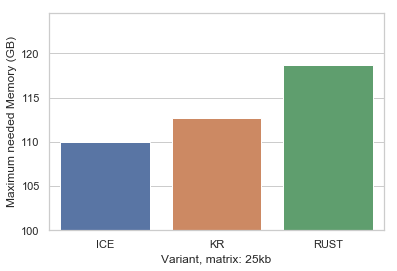 Maximum needed Memory (GB)
120
115
110
105
100
ICE KR RUST
Variant, matrix: 25kb